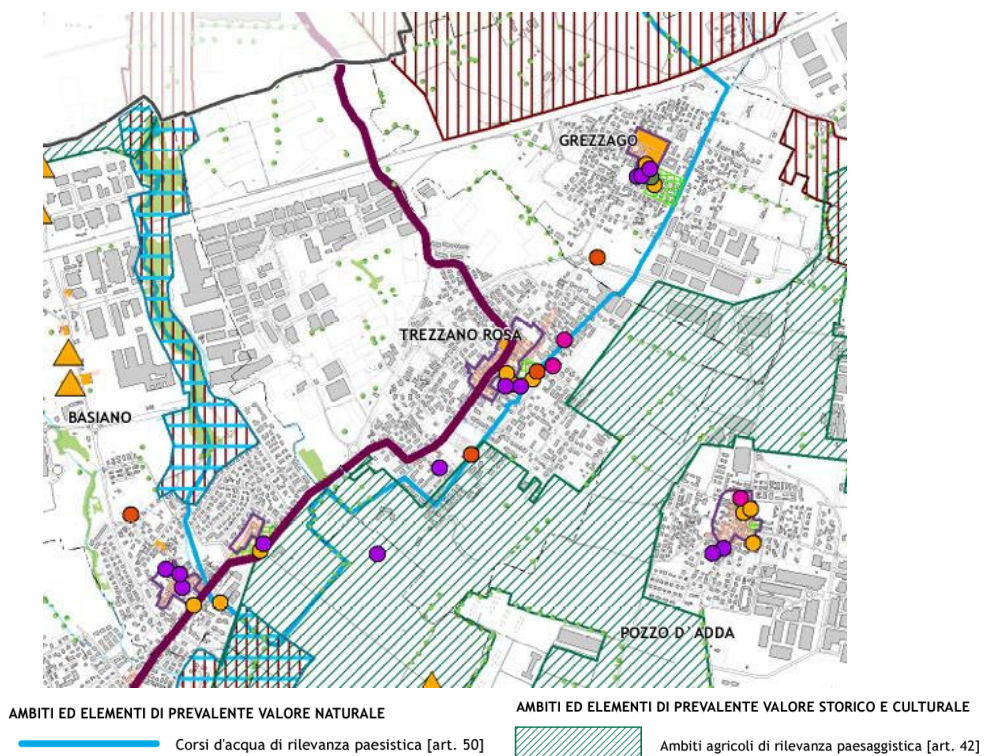 GREZZAGO
TREZZANO ROSA
BASIANO
POZZO D'ADDA
AMBITI ED ELEMENTI DI PREVALENTE VALORE NATURALE
Corsi d'acqua di rilevanza paesistica [art. 50]
AMBITI ED ELEMENTI DI PREVALENTE VALORE STORICO E CULTURALE
Ambiti agricoli di rilevanza paesaggistica [art. 42]